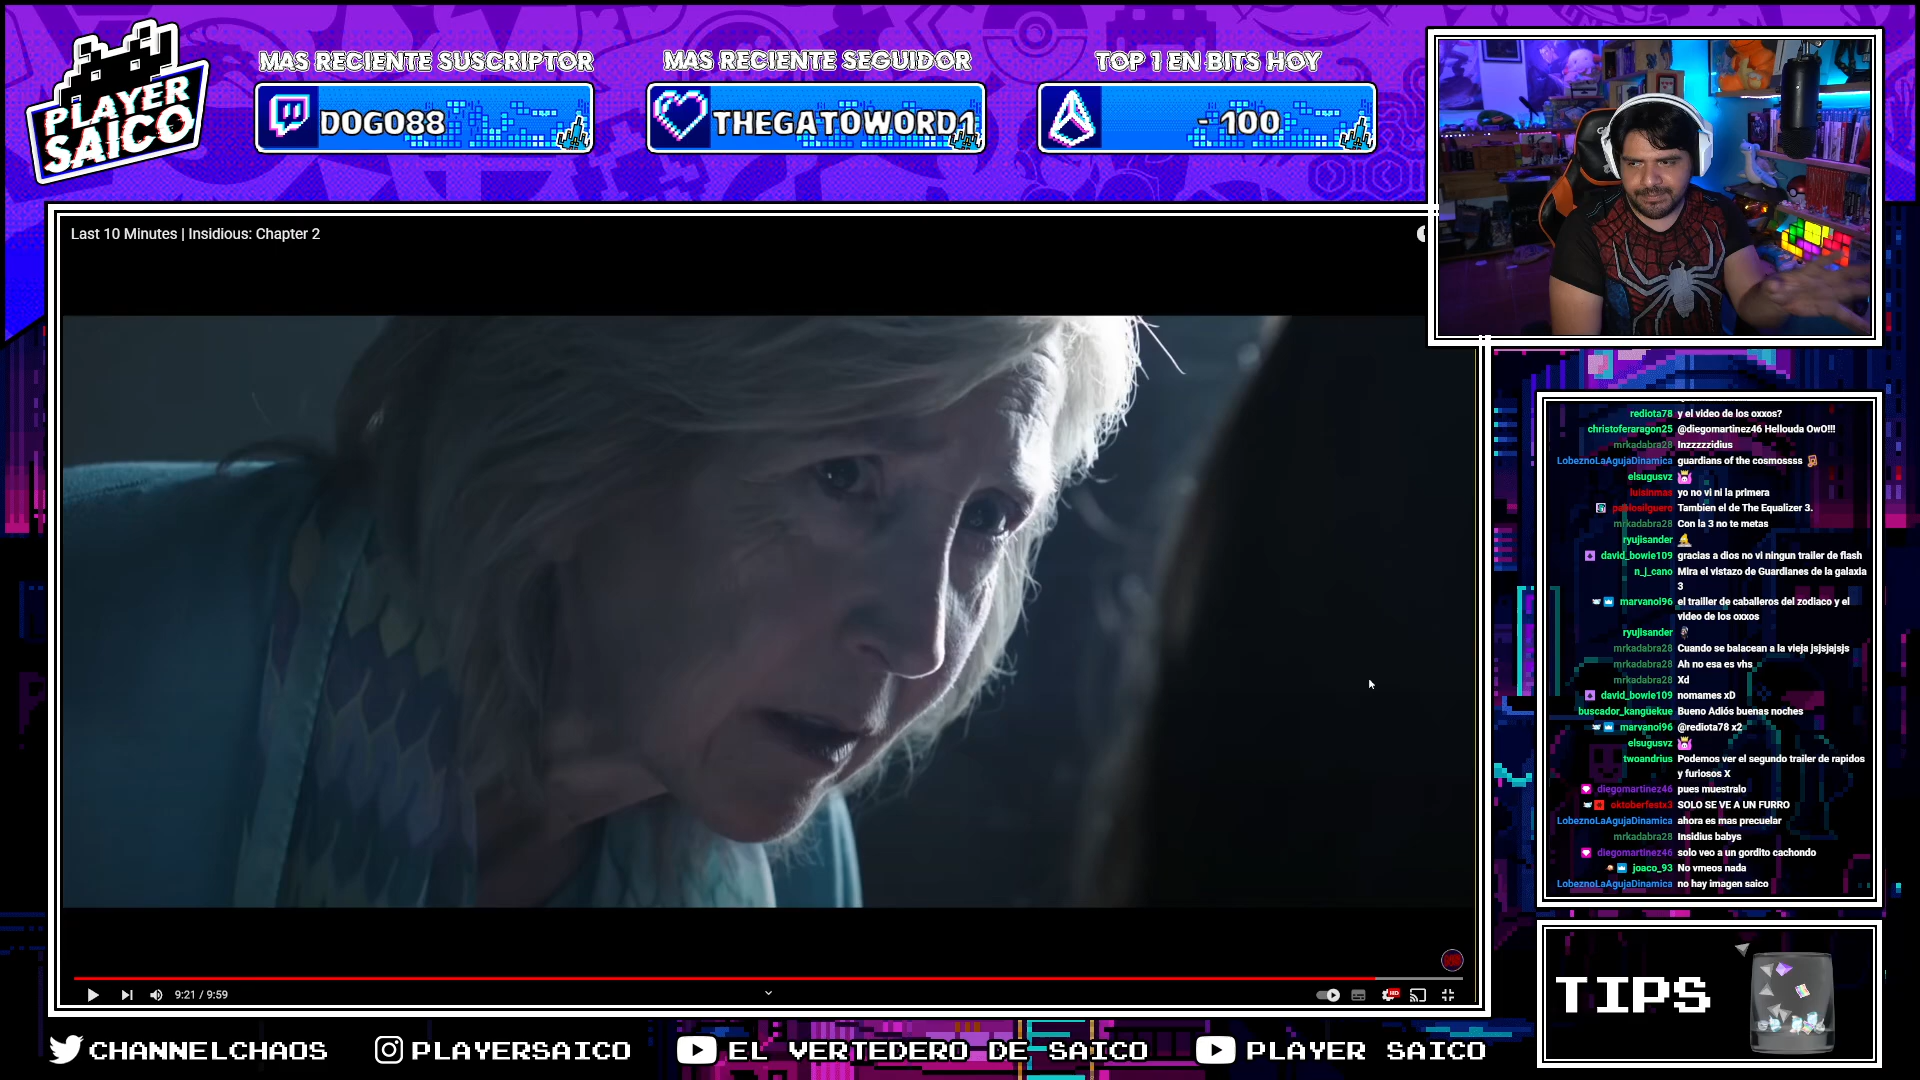 PLAYER
SAICO
MAS RECIENTE SUSCRIPTOR
DOGO88
MAS RECIENTE SEGUIDOR
THEGATOWORD1
TOP 1 EN BITS HOY
- 100
Last 10 Minutes | Insidious: Chapter 2
9:21 / 9:59
HD
rediota78 y el video de los oxxos?
christoferaragon25 @diegomartinez46 Hellouda OwO!!!
mrkadabra28 Inzzzzzidius
LobeznoLaAgujaDinamica guardians of the cosmossss
elsugusvz
luisinmas yo no vi ni la primera
pablosilguero Tambien el de The Equalizer 3.
mrkadabra28 Con la 3 no te metas
ryujisander
david_bowie109 gracias a dios no vi ningun trailer de flash
n_j_cano Mira el vistazo de Guardianes de la galaxia
3
marvanoi96 el trailler de caballeros del zodiaco y el
video de los oxxos
ryujisander
mrkadabra28 Cuando se balacean a la vieja jsjsjajsjs
mrkadabra28 Ah no esa es vhs
mrkadabra28 Xd
david_bowie109 nomames xD
buscador_kanguekue Bueno Adiós buenas noches
marvanoi96 @rediota78 x2
elsugusvz
twoandrius Podemos ver el segundo trailer de rapidos
y furiosos X
diegomartinez46 pues muestralo
oktoberfestx3 SOLO SE VE A UN FURRO
LobeznoLaAgujaDinamica ahora es mas precuelar
mrkadabra28 Insidius babys
diegomartinez46 solo veo a un gordito cachondo
joaco_93 No vmeos nada
LobeznoLaAgujaDinamica no hay imagen saico
TIPS
CHANNELCHAOS
PLAYERSAICO
EL VERTEDERO DE SAICO
PLAYER SAICO